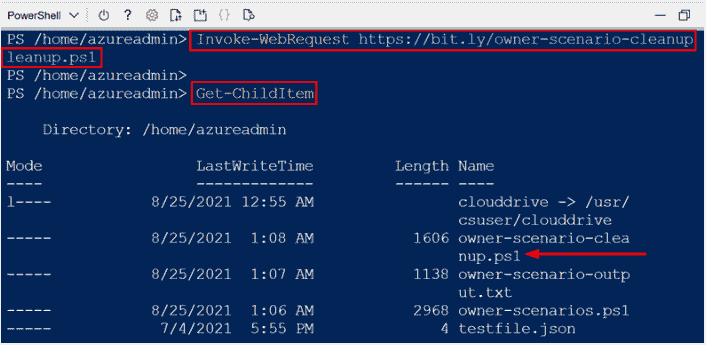 PowerShell
PS /home/azureadmin> Invoke-WebRequest https://bit.ly/owner-scenario-cleanup
leanup.ps1
PS /home/azureadmin>
PS /home/azureadmin> Get-ChildItem
Directory: /home/azureadmin
Mode LastWriteTime Length Name
---- ------------- ------ ----
l---- 8/25/2021 12:55 AM clouddrive -> /usr/
csuser/clouddrive
----- 8/25/2021 1:08 AM 1606 owner-scenario-clea
nup.ps1
----- 8/25/2021 1:07 AM 1138 owner-scenario-outp
ut.txt
----- 8/25/2021 1:06 AM 2968 owner-scenarios.ps1
----- 7/4/2021 5:55 PM 4 testfile.json